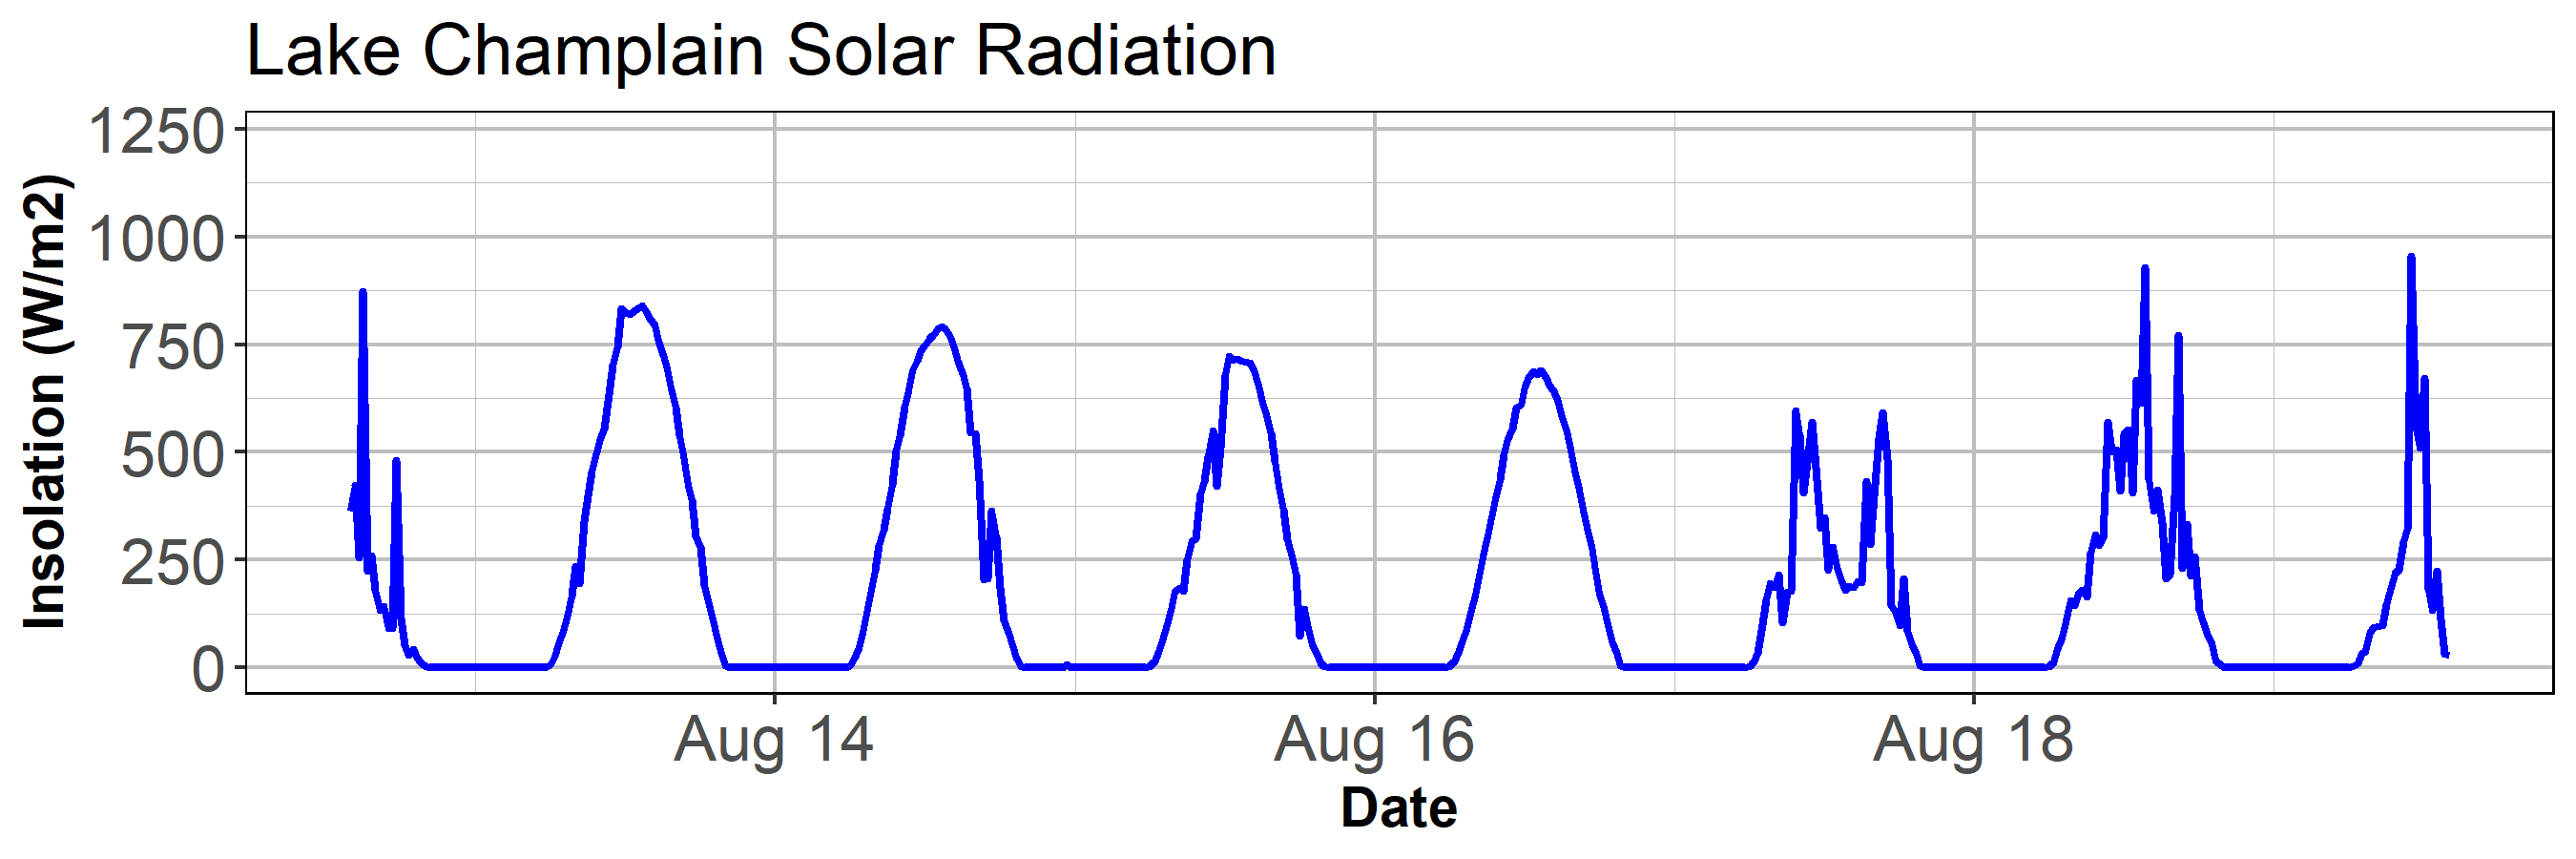 Lake Champlain Solar Radiation
Insolation (W/m2)
1250
1000
750
500
250
0
Aug 14 Aug 16 Aug 18
Date